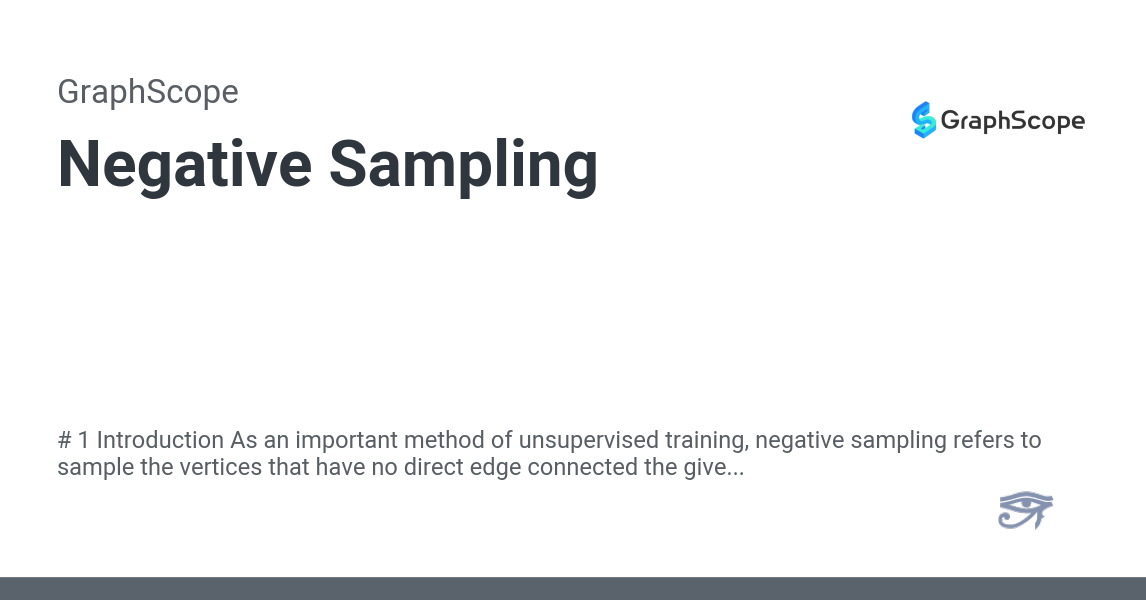 GraphScope
GraphScope
Negative Sampling
# 1 Introduction As an important method of unsupervised training, negative sampling refers to
sample the vertices that have no direct edge connected the give...